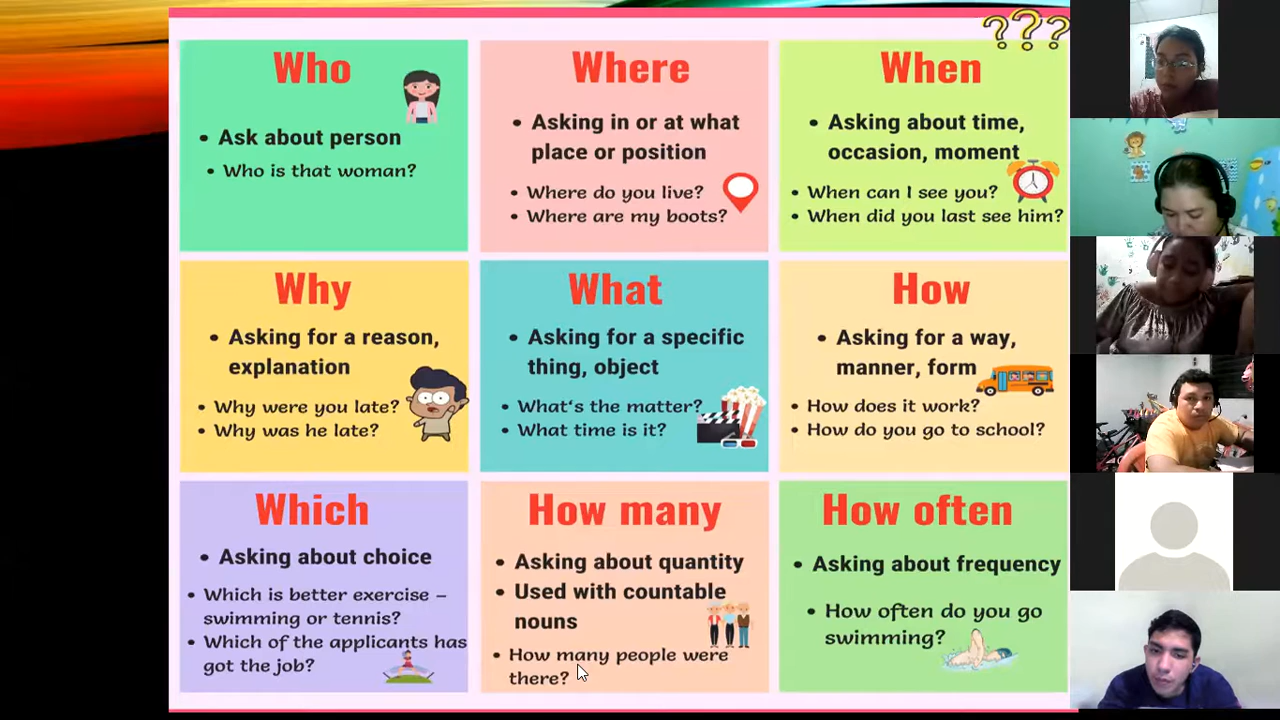 ???
Who
• Ask about person
• Who is that woman?
Where
• Asking in or at what
place or position
• Where do you live?
• Where are my boots?
When
• Asking about time,
occasion, moment
• When can I see you?
• When did you last see him?
Why
• Asking for a reason,
explanation
• Why were you late?
• Why was he late?
What
• Asking for a specific
thing, object
• What's the matter?
• What time is it?
How
• Asking for a way,
manner, form
• How does it work?
• How do you go to school?
Which
• Asking about choice
• Which is better exercise –
swimming or tennis?
• Which of the applicants has
got the job?
How many
• Asking about quantity
• Used with countable
nouns
• How many people were
there?
How often
• Asking about frequency
• How often do you go
swimming?